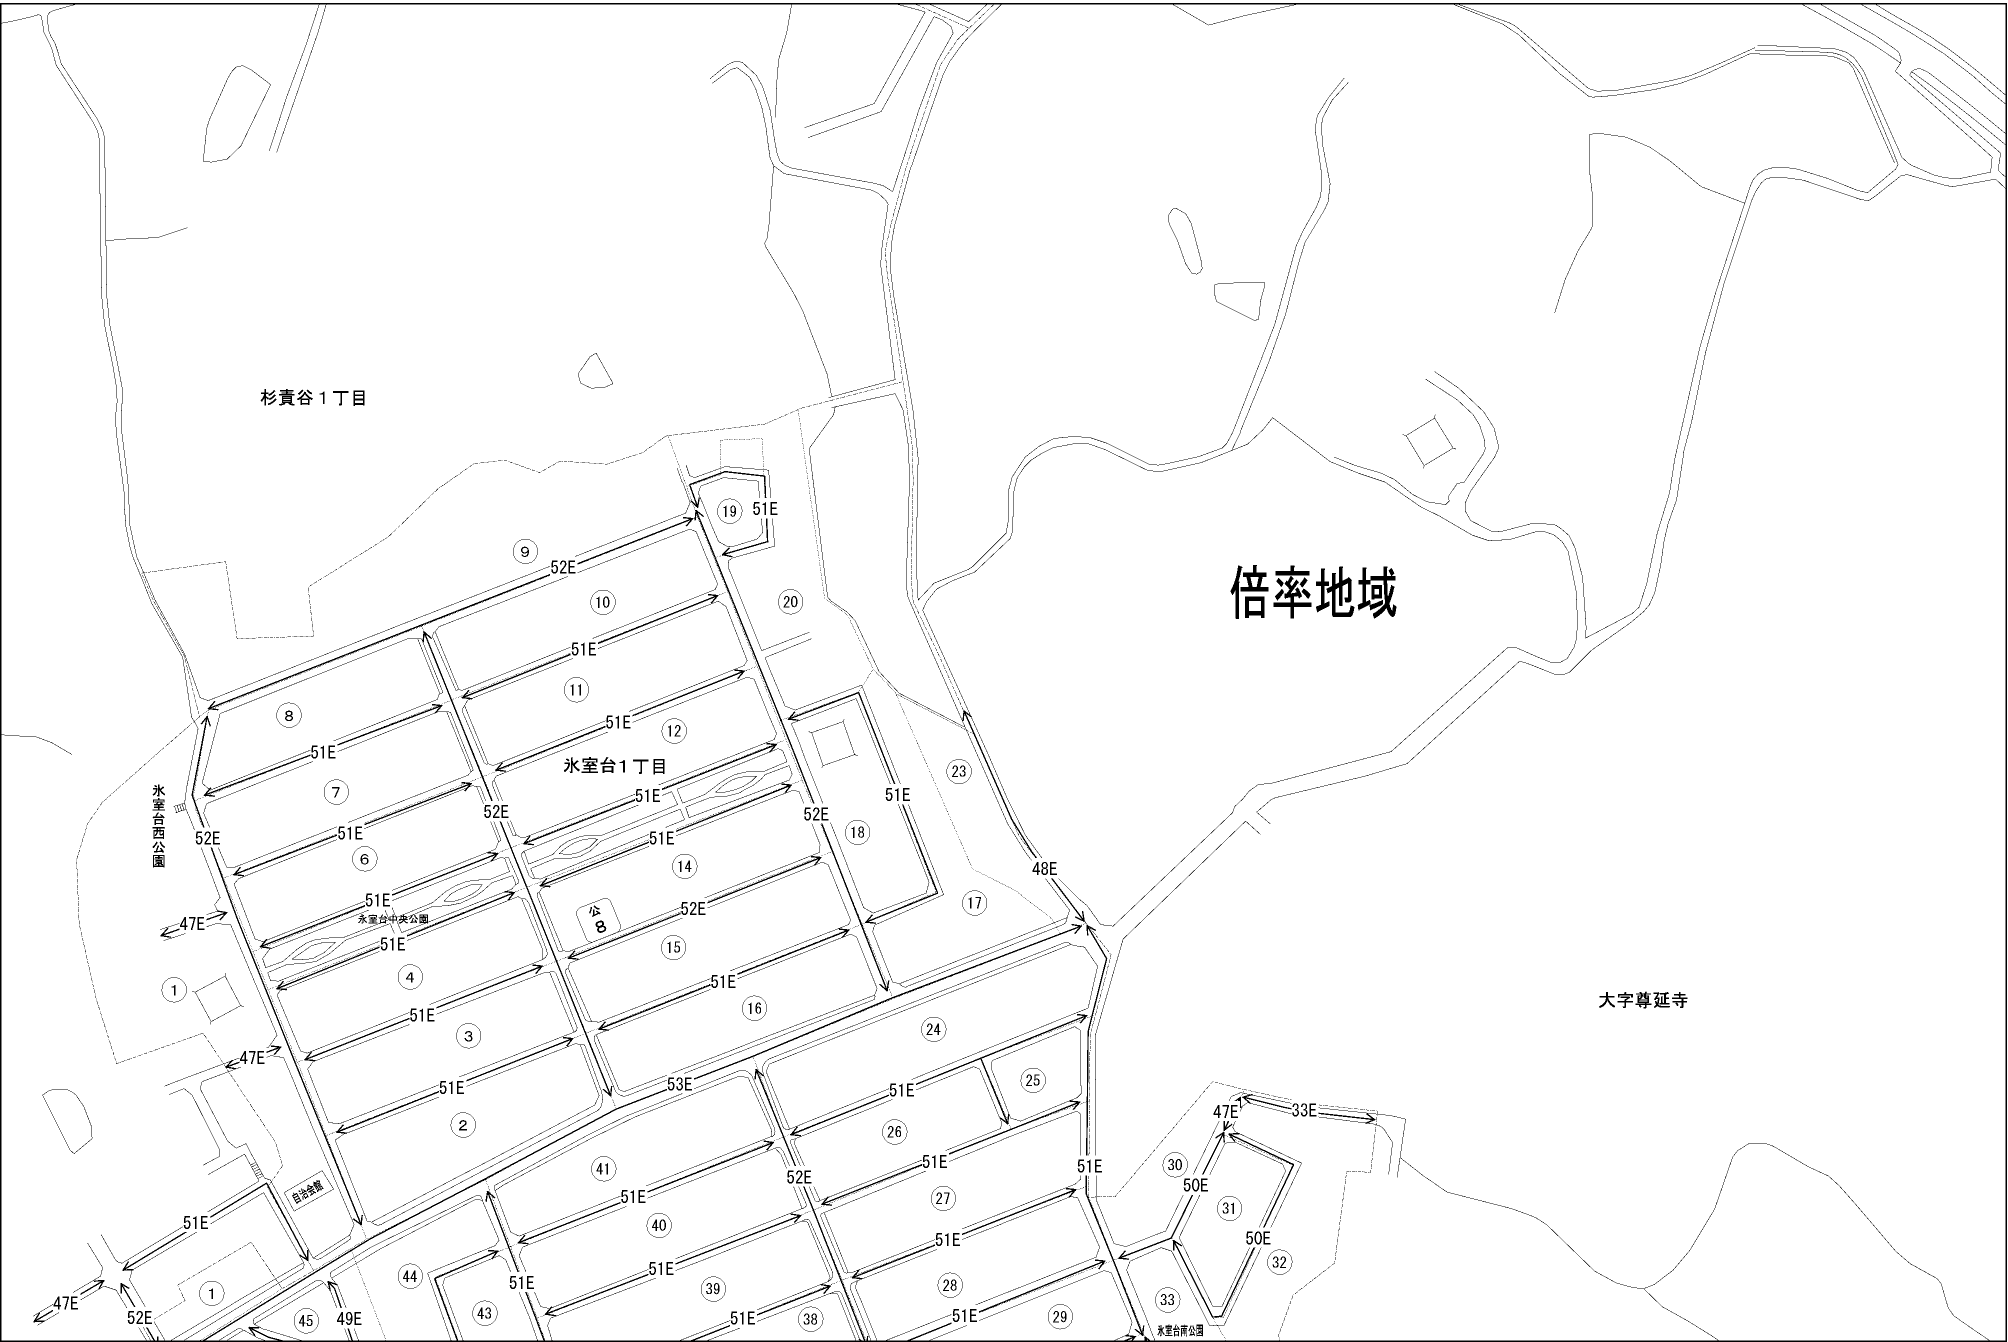 杉責谷1丁目
19
51E
9
52E
倍率地域
10
20
51E
11
8
51E
12
51E
氷室台1丁目
23
7
51E
51E
氷室台西公園
52E
52E
18
51E
52E
51E
6
14
48E
51E
氷室台中央公園
公
8
52E
17
47E
51E
15
4
51E
1
16
大字尊延寺
51E
3
24
47E
53E
25
51E
51E
2
26
47E
33E
41
51E
30
51E
52E
50E
自治会館
51E
40
27
31
51E
51E
50E
32
44
51E
51E
28
39
1
43
33
47E
52E
45
49E
51E
38
51E
29
氷室台南公園